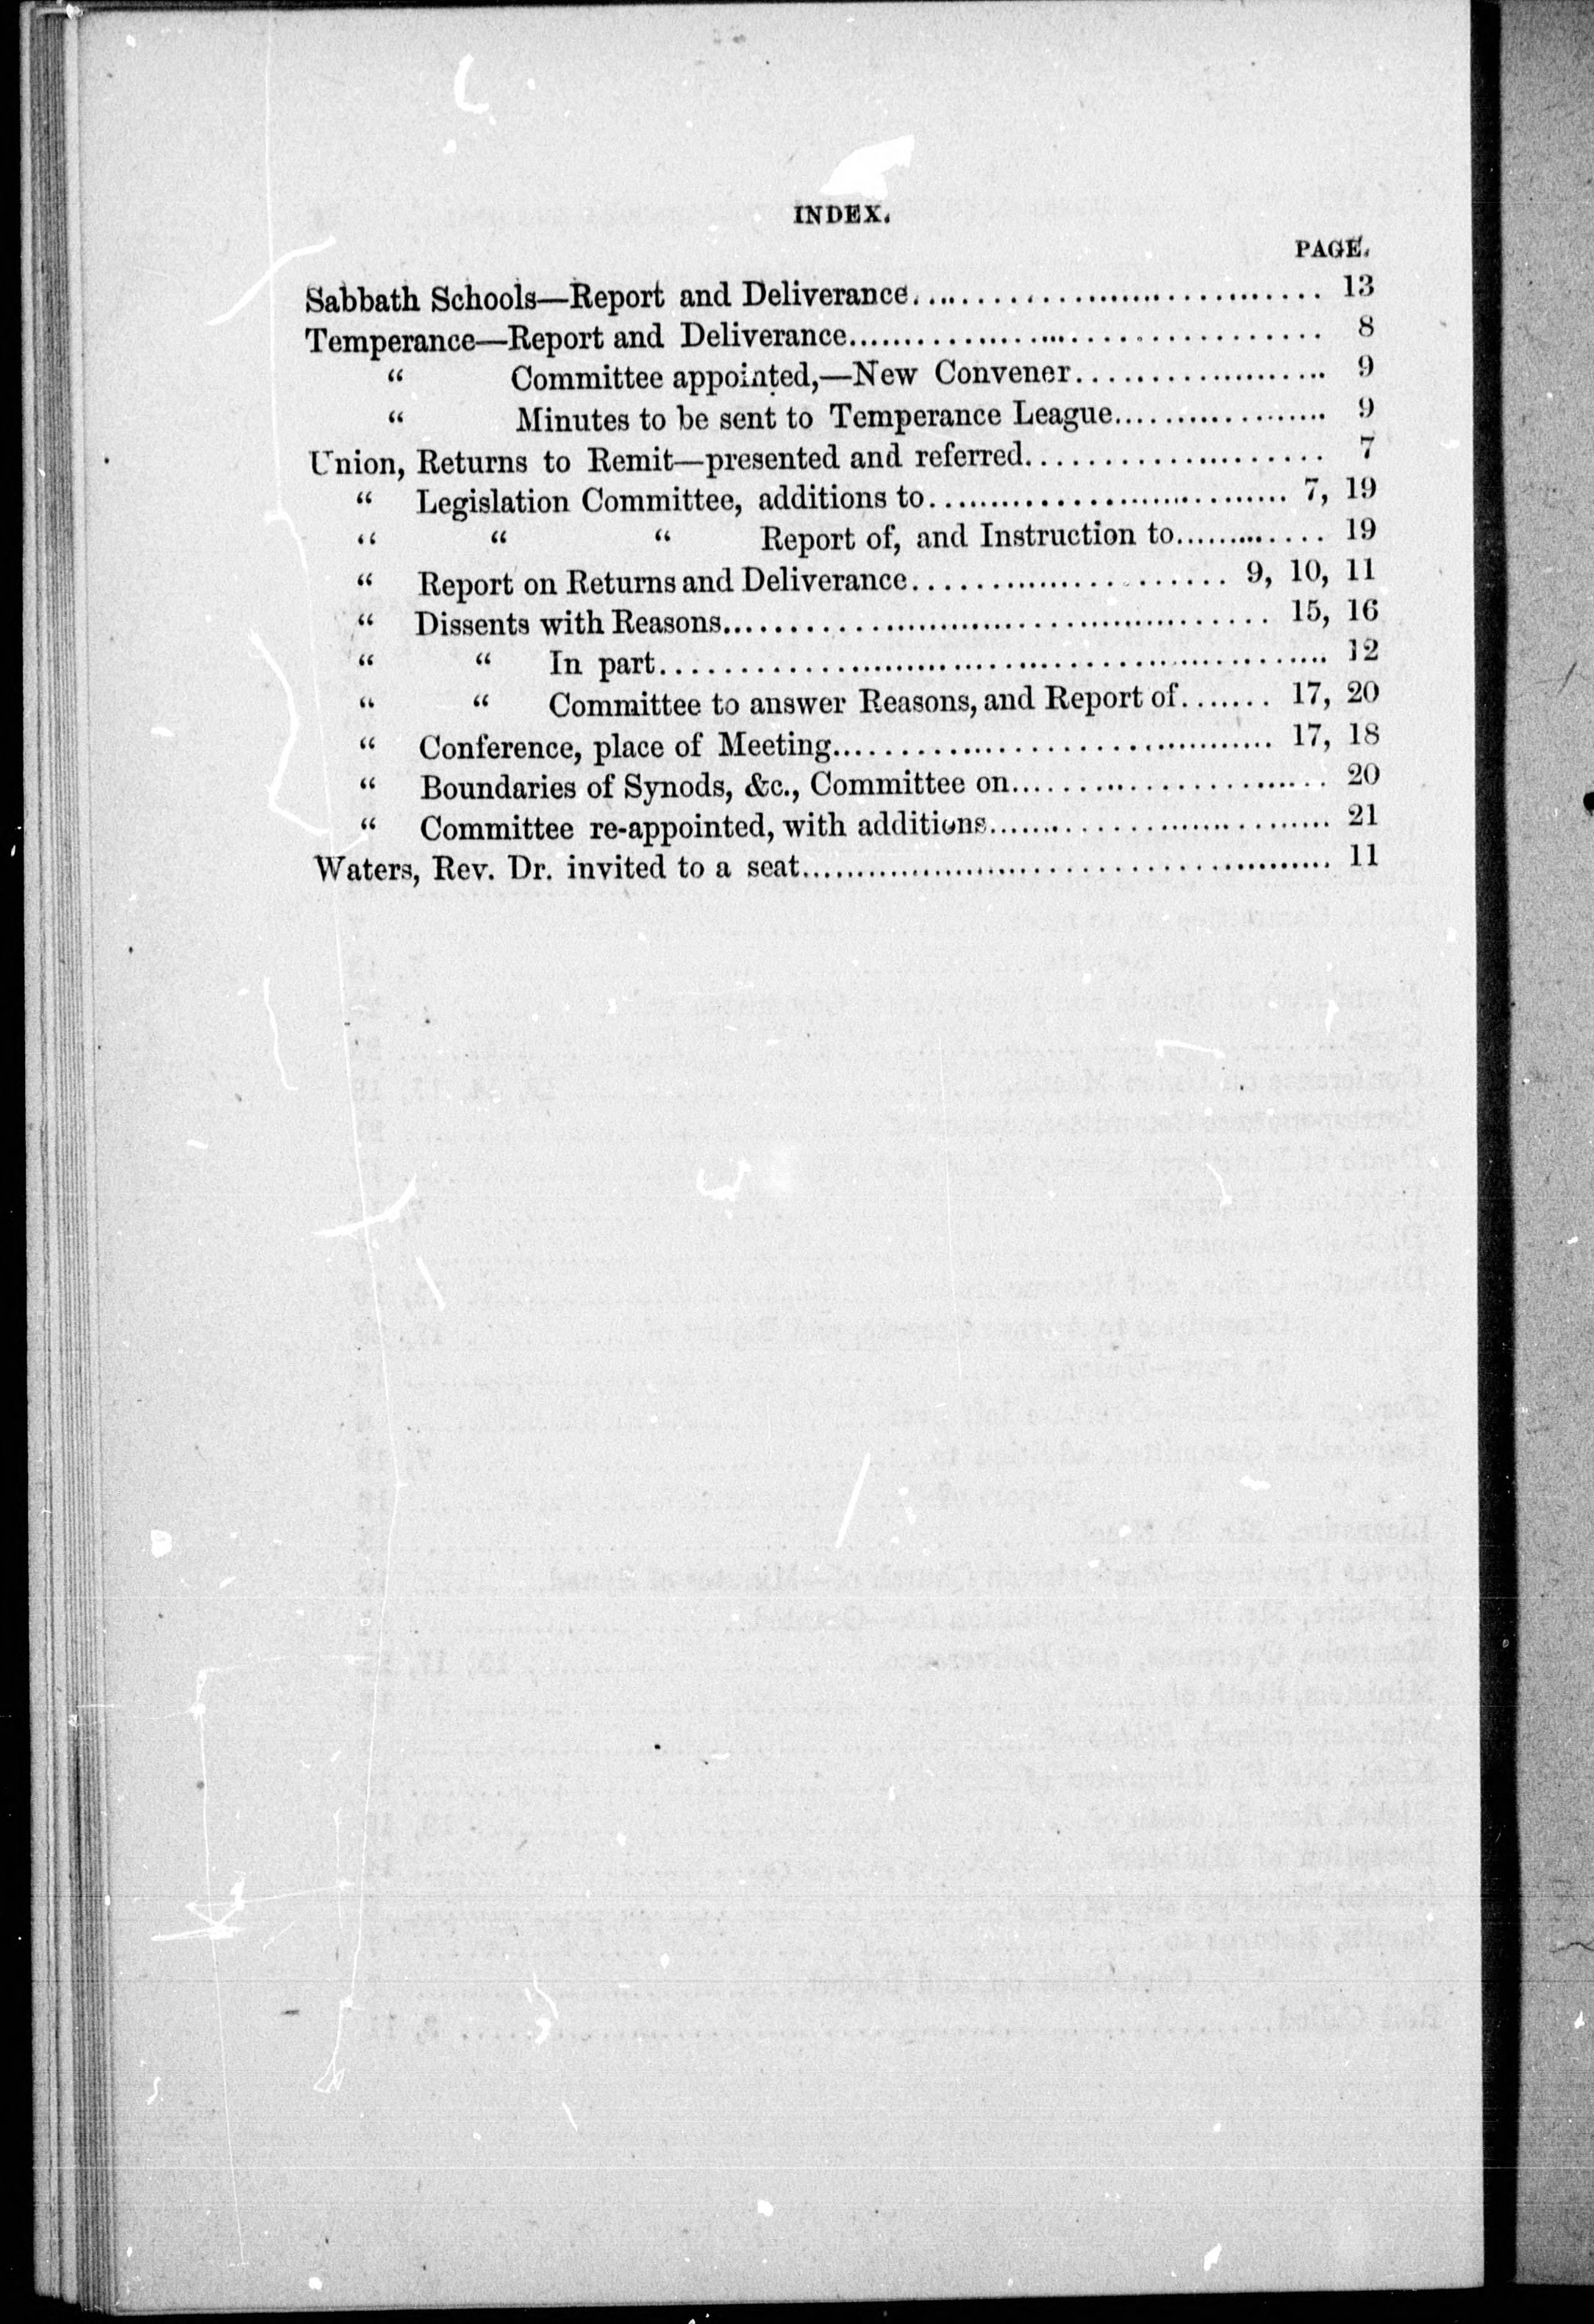 INDEX.
PAGE.
Sabbath Schools—Report and Deliverance.............................. 13
Temperance—Report and Deliverance.............................. 8
“ Committee appointed,—New Convener.................... 9
“ Minutes to be sent to Temperance League.................. 9
Union, Returns to Remit—presented and referred....................... 7
“ Legislation Committee, additions to.............................. 7, 19
“ “ “ Report of, and Instruction to............. 19
“ Report on Returns and Deliverance........................ 9, 10, 11
“ Dissents with Reasons.............................................. 15, 16
“ “ In part...................................................... 12
“ “ Committee to answer Reasons, and Report of....... 17, 20
“ Conference, place of Meeting.................................... 17, 18
“ Boundaries of Synods, &c., Committee on........................ 20
“ Committee re-appointed, with additions............................ 21
Waters, Rev. Dr. invited to a seat............................................ 11